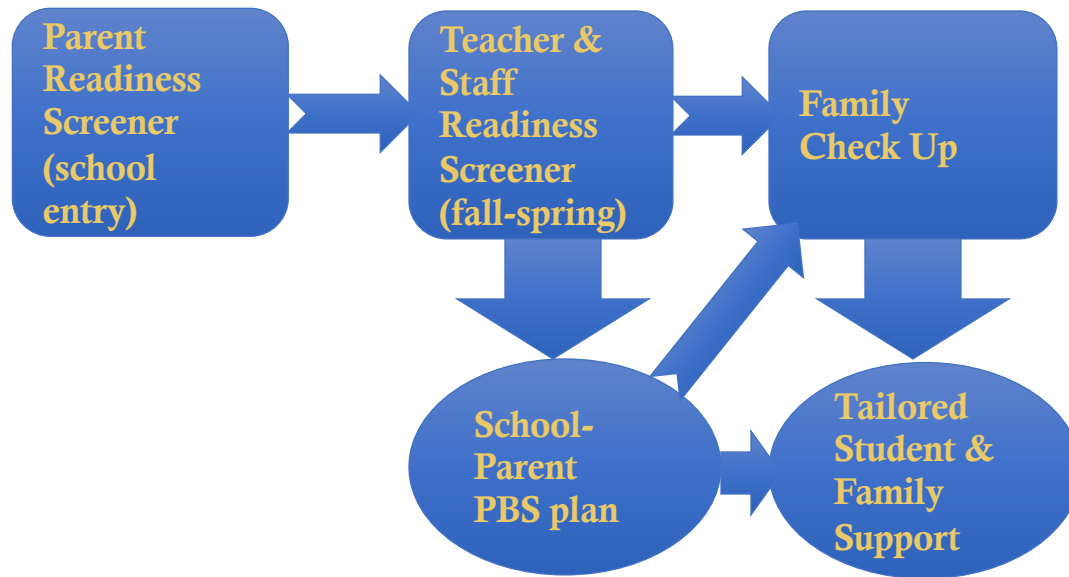 Parent
Readiness
Screener
(school
entry)
Teacher &
Staff
Readiness
Screener
(fall-spring)
Family
Check Up
School-
Parent
PBS plan
Tailored
Student &
Family
Support